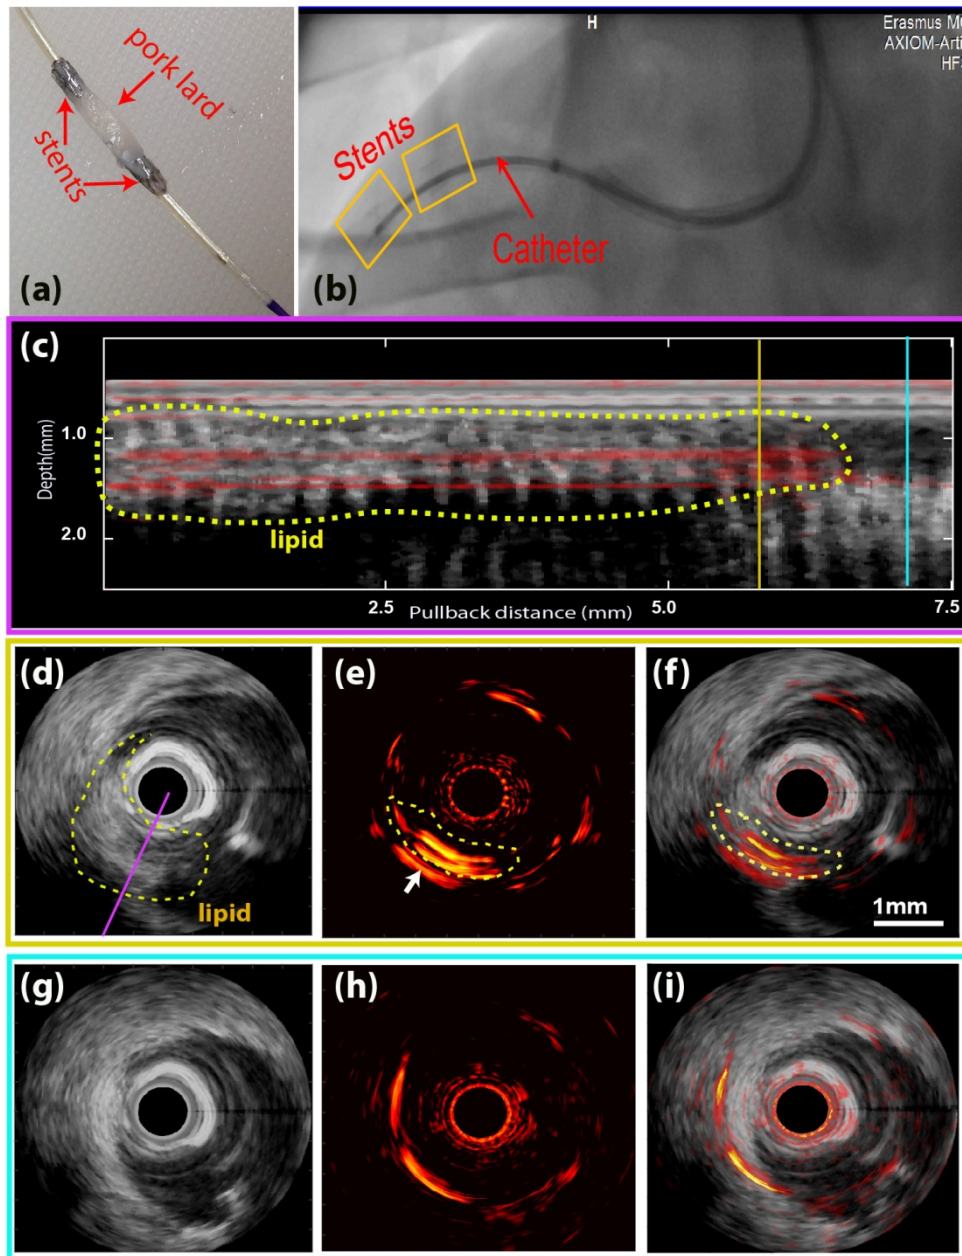 pork lard
stents
(a)
H
Erasmus M
AXIOM-Arti
HF
Stents
Catheter
(b)
(c)
Depth(mm)
1.0
2.0
lipid
2.5
Pullback distance (mm)
5.0
7.5
(d)
lipid
(e)
(f)
1mm
(g)
(h)
(i)